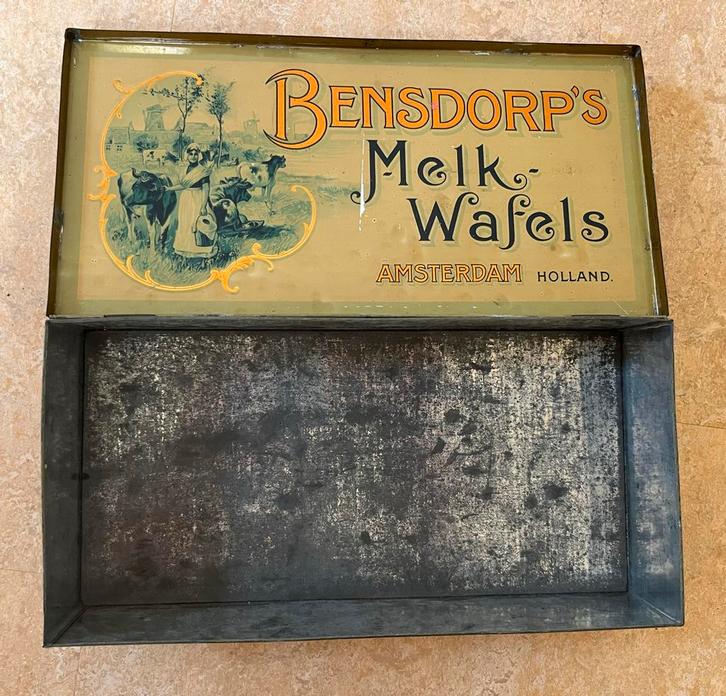 BENSDORP'S
Melk-
Wafels
AMSTERDAM HOLLAND.